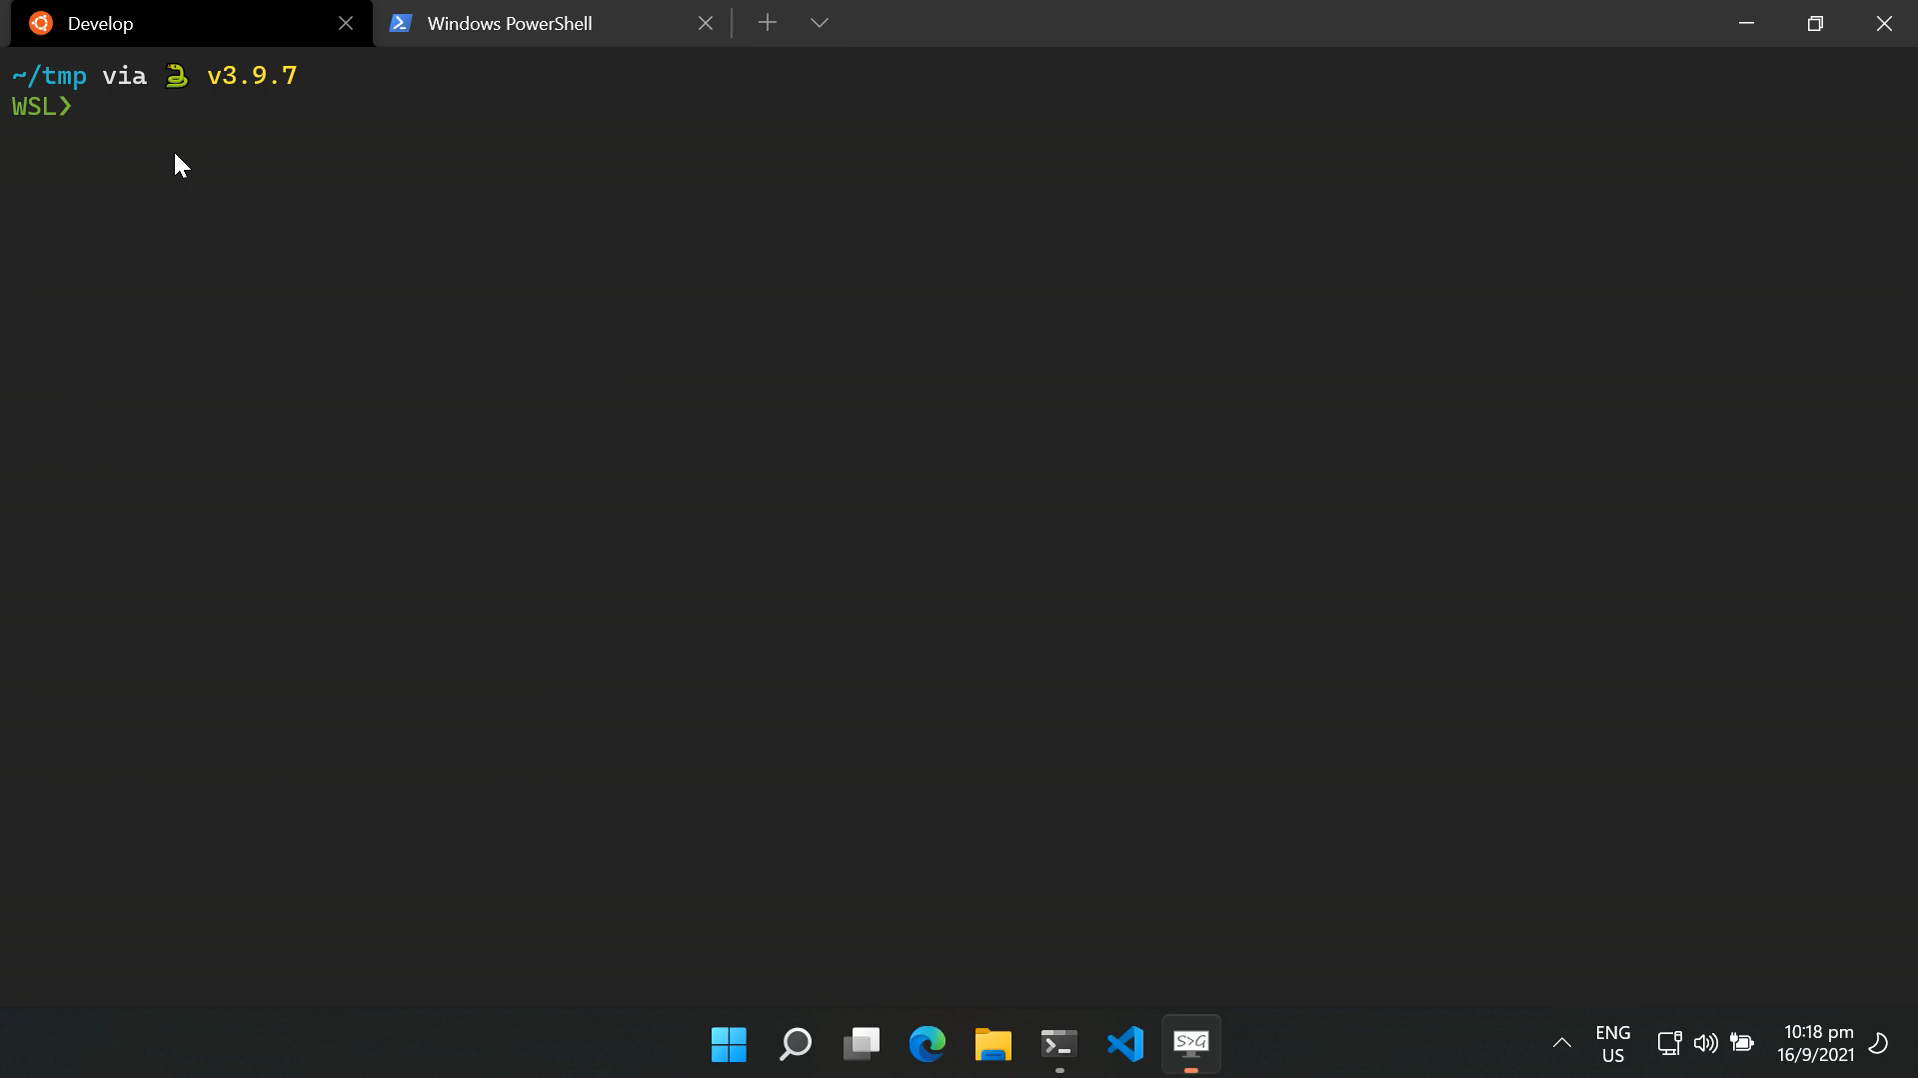 Develop
Windows PowerShell
~/tmp via 🐍 v3.9.7
WSL❯
S>G
ENG
US
10:18 pm
16/9/2021